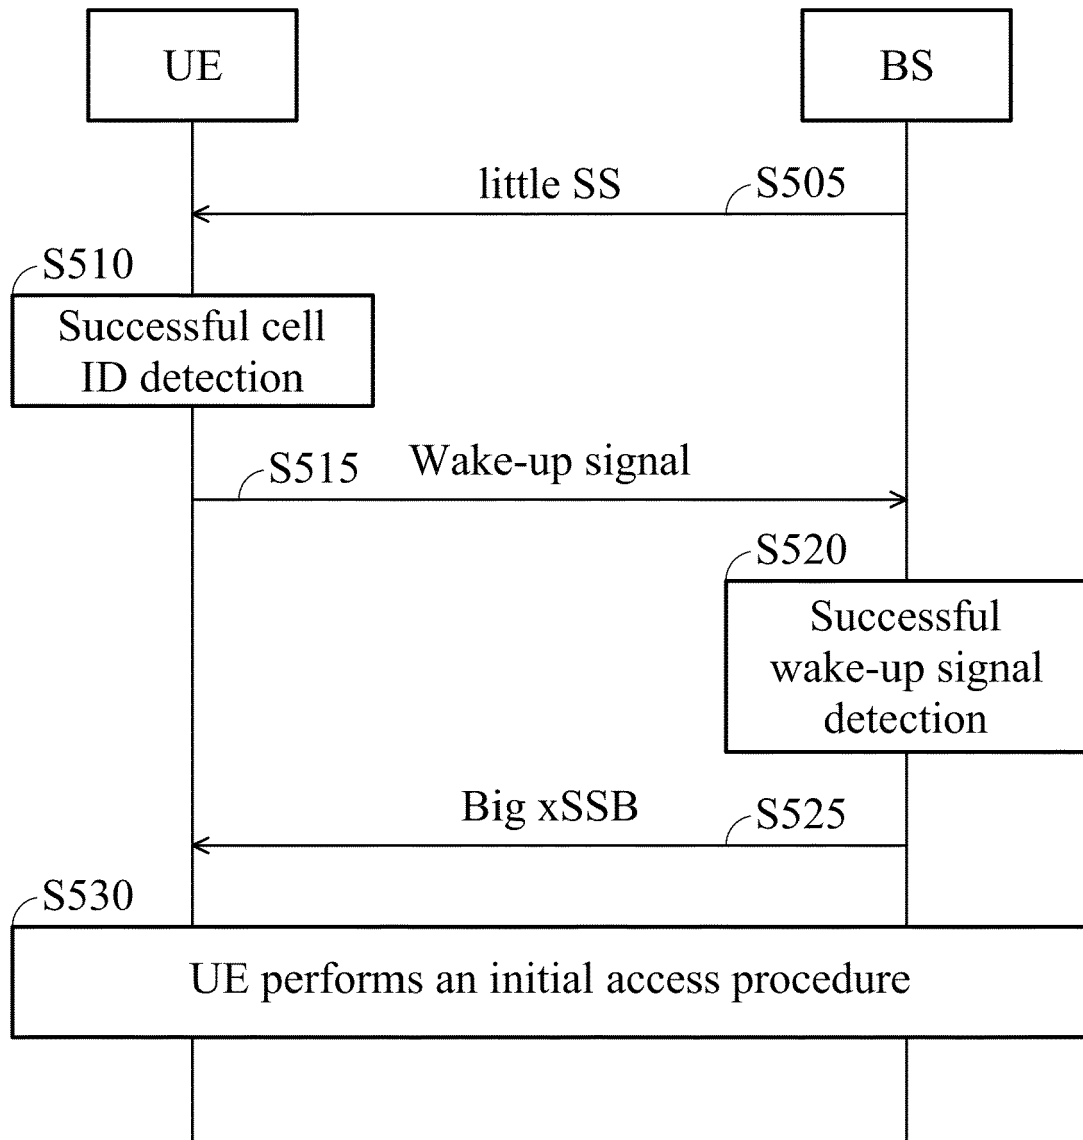 UE
BS
little SS
S505
S510
Successful cell
ID detection
S515
Wake-up signal
S520
Successful
wake-up signal
detection
Big xSSB
S525
S530
UE performs an initial access procedure